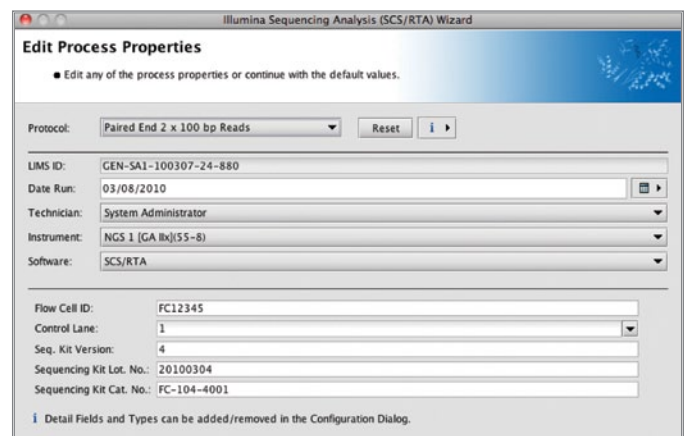 Illumina Sequencing Analysis (SCS/RTA) Wizard
Edit Process Properties
● Edit any of the process properties or continue with the default values.
Protocol: Paired End 2 x 100 bp Reads Reset i
LIMS ID: GEN-SA1-100307-24-880
Date Run: 03/08/2010
Technician: System Administrator
Instrument: NGS 1 [GA IIx](55-8)
Software: SCS/RTA
Flow Cell ID: FC12345
Control Lane: 1
Seq. Kit Version: 4
Sequencing Kit Lot. No.: 20100304
Sequencing Kit Cat. No.: FC-104-4001
i Detail Fields and Types can be added/removed in the Configuration Dialog.